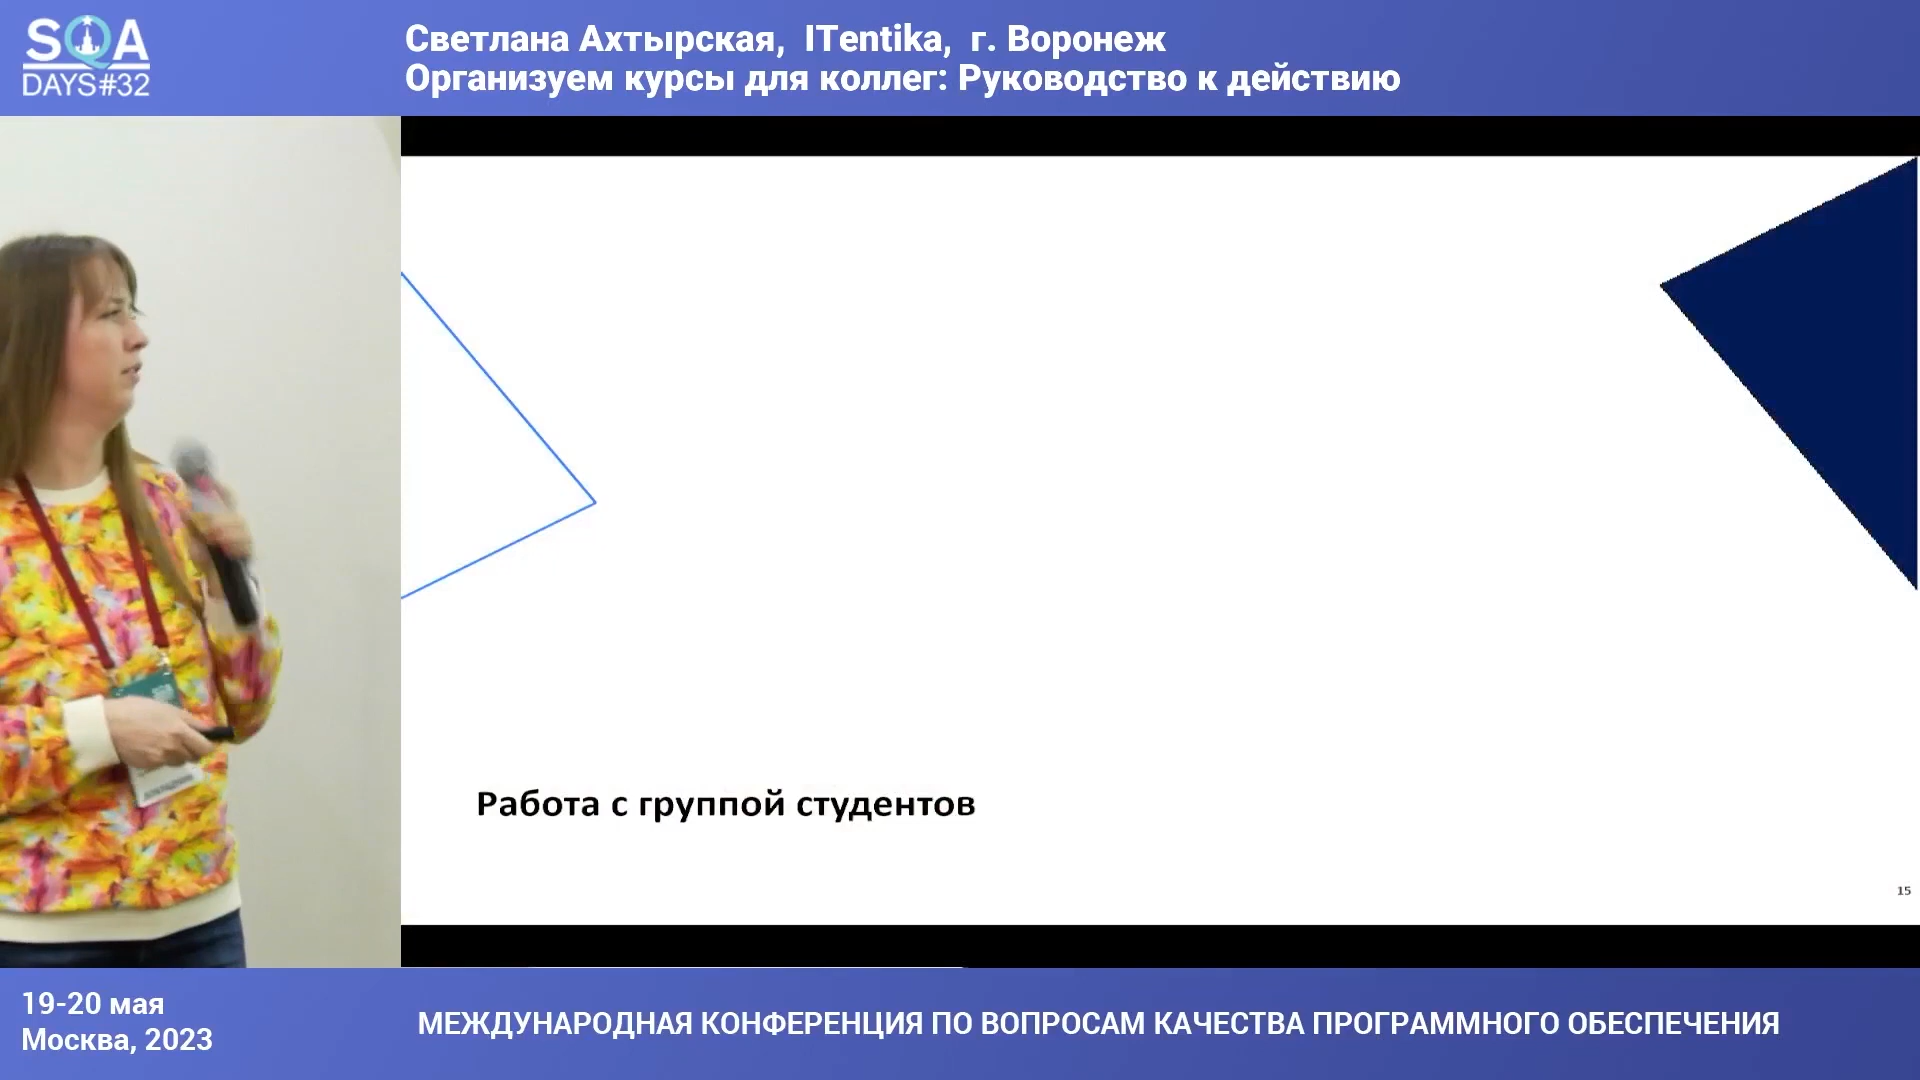 SQA
DAYS#32
Светлана Ахтырская, ITentika, г. Воронеж
Организуем курсы для коллег: Руководство к действию
Работа с группой студентов
15
19-20 мая
Москва, 2023
МЕЖДУНАРОДНАЯ КОНФЕРЕНЦИЯ ПО ВОПРОСАМ КАЧЕСТВА ПРОГРАММНОГО ОБЕСПЕЧЕНИЯ